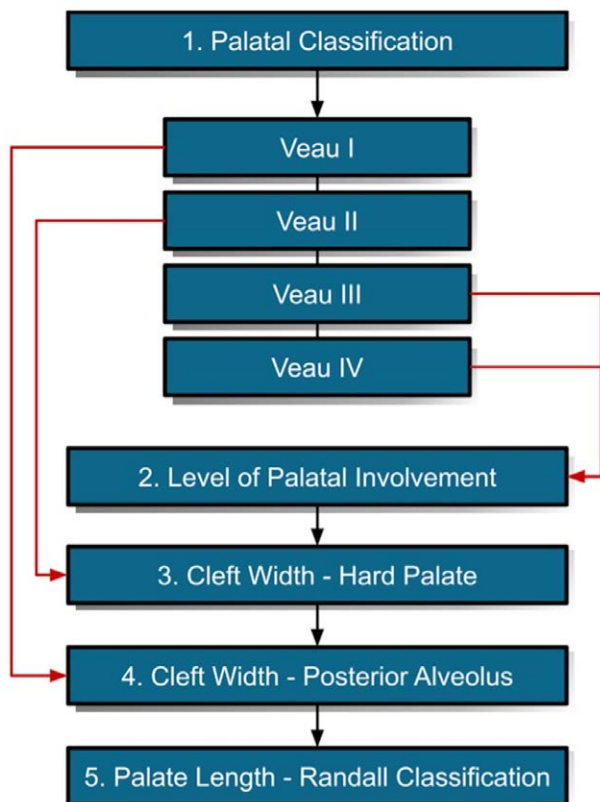 1. Palatal Classification
Veau I
Veau II
Veau III
Veau IV
2. Level of Palatal Involvement
3. Cleft Width - Hard Palate
4. Cleft Width - Posterior Alveolus
5. Palate Length - Randall Classification